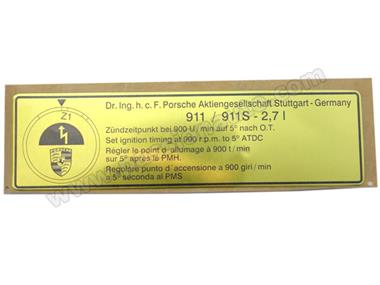 Dr. Ing. h. c. F. Porsche Aktiengesellschaft Stuttgart - Germany
911 / 911S - 2,7 l
Z1
Zündzeitpunkt bei 900 U / min auf 5° nach O.T.
Set ignition timing at 900 r.p.m. to 5° ATDC
Régler le point d'allumage à 900 t / min
sur 5° après le PMH.
Regolare punto d'accensione a 900 giri / min
a 5° seconda al PMS